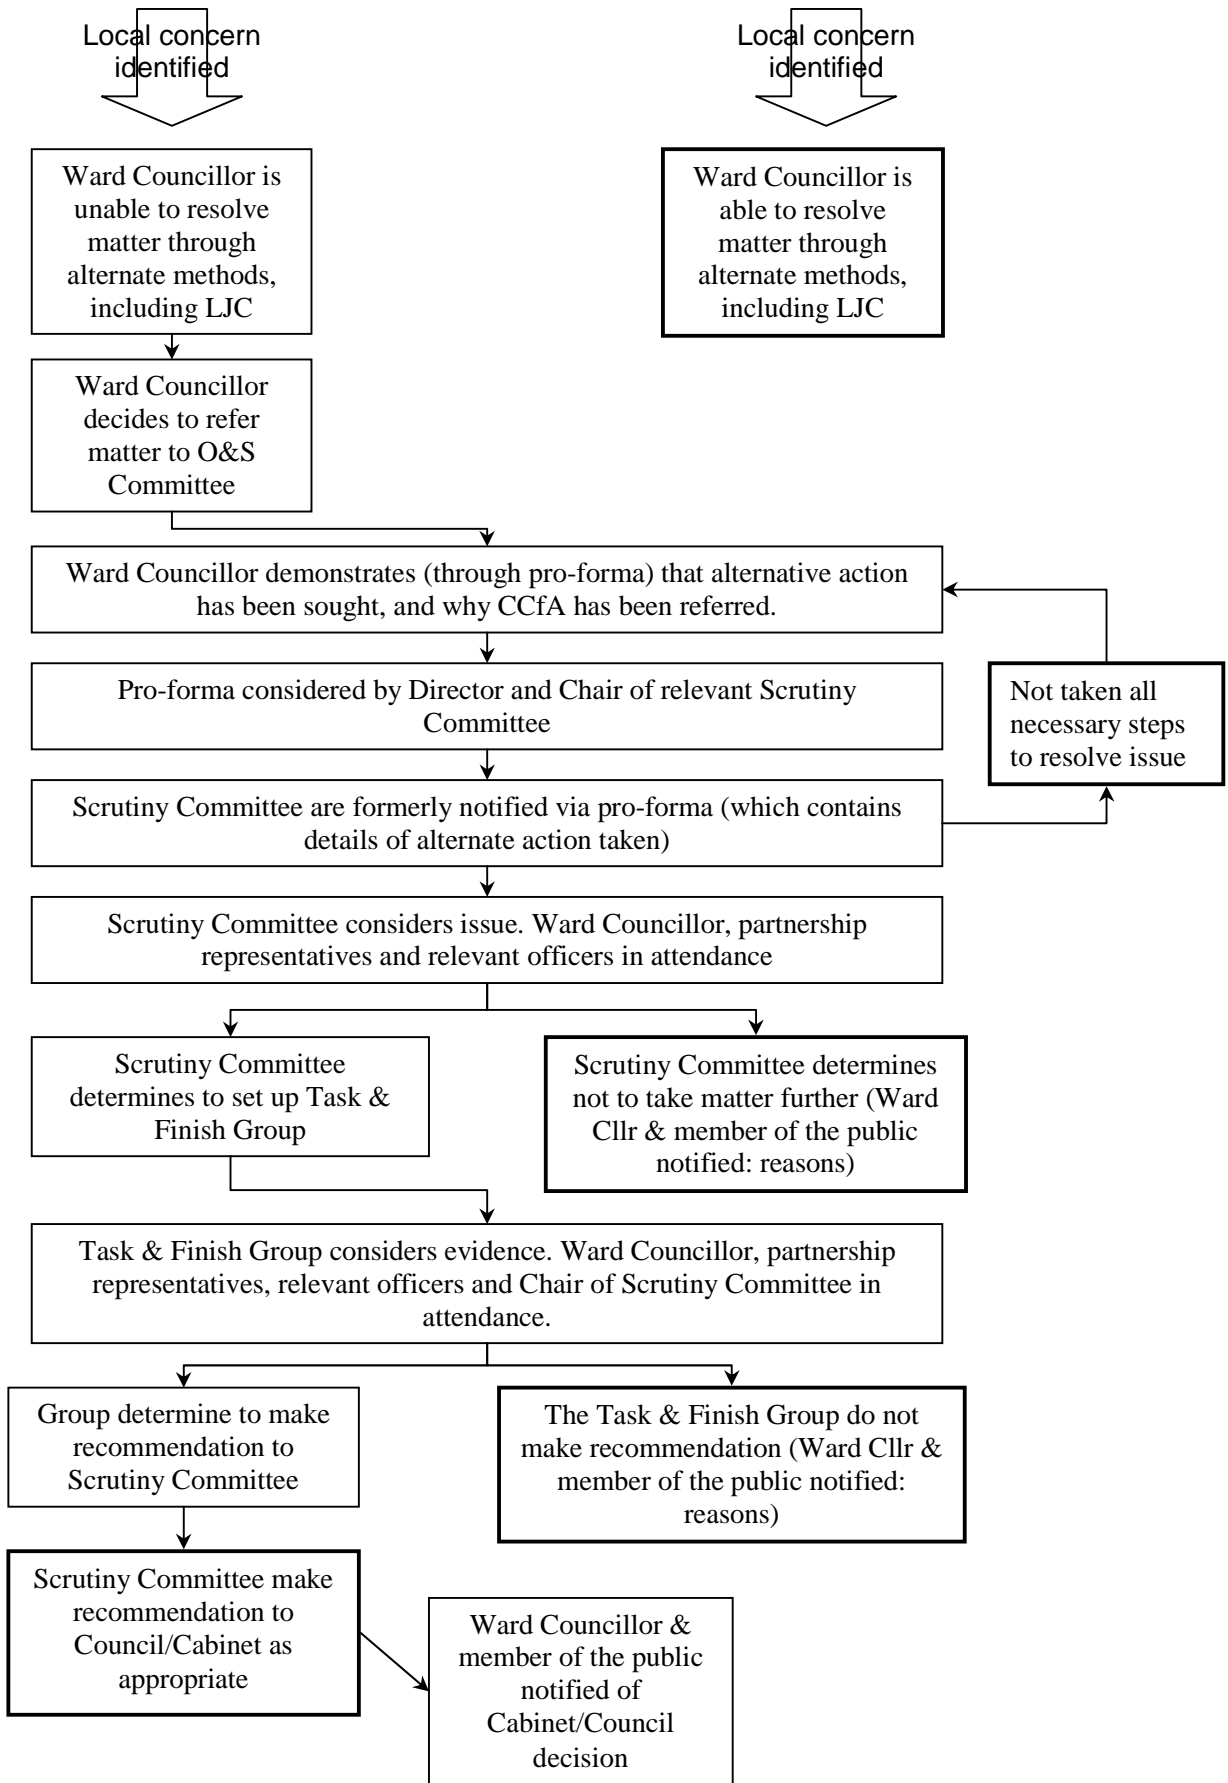 Local concern
identified
Local concern
identified
Ward Councillor is
unable to resolve
matter through
alternate methods,
including LJC
Ward Councillor is
able to resolve
matter through
alternate methods,
including LJC
Ward Councillor
decides to refer
matter to O&S
Committee
Ward Councillor demonstrates (through pro-forma) that alternative action
has been sought, and why CCfA has been referred.
Pro-forma considered by Director and Chair of relevant Scrutiny
Committee
Not taken all
necessary steps
to resolve issue
Scrutiny Committee are formerly notified via pro-forma (which contains
details of alternate action taken)
Scrutiny Committee considers issue. Ward Councillor, partnership
representatives and relevant officers in attendance
Scrutiny Committee
determines to set up Task &
Finish Group
Scrutiny Committee determines
not to take matter further (Ward
Cllr & member of the public
notified: reasons)
Task & Finish Group considers evidence. Ward Councillor, partnership
representatives, relevant officers and Chair of Scrutiny Committee in
attendance.
Group determine to make
recommendation to
Scrutiny Committee
The Task & Finish Group do not
make recommendation (Ward Cllr &
member of the public notified:
reasons)
Scrutiny Committee make
recommendation to
Council/Cabinet as
appropriate
Ward Councillor &
member of the public
notified of
Cabinet/Council
decision